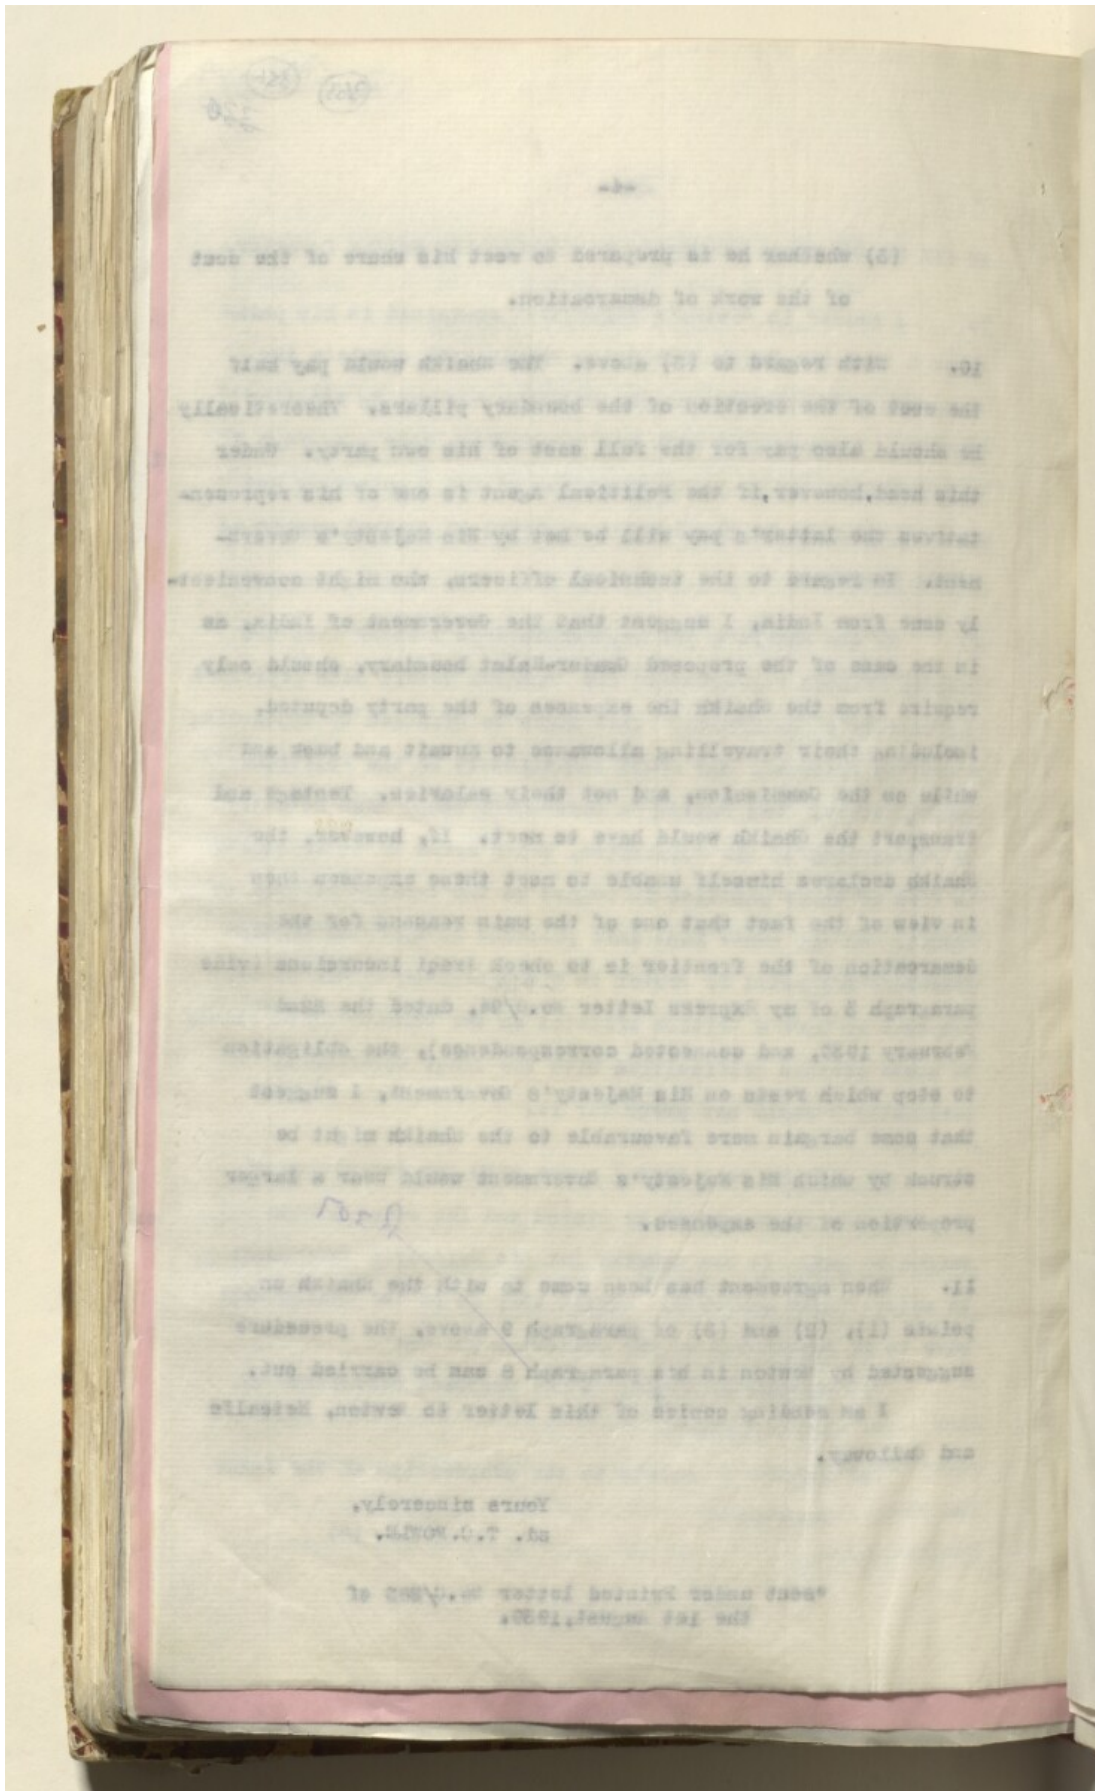 -4-
(3) whether he is prepared to meet his share of the cost
of the work of demarcation.
10. With regard to (3) above. The Shaikh would pay half
the cost of the erection of the boundary pillars. Theoretically
he should also pay for the full cost of his own party. Under
this head, however, if the Political Agent is one of his represen-
tatives the latter's pay will be met by His Majesty's Govern-
ment. In regard to the technical officers, who might convenient-
ly come from India, I suggest that the Government of India, as
in the case of the proposed Gwadur-Kalat boundary, should only
require from the Shaikh the expenses of the party deputed,
including their travelling allowance to Kuwait and back and
while on the Commission, and not their salaries. Tentage and
transport the Shaikh would have to meet. If, however, the
Shaikh declares himself unable to meet these expenses then
in view of the fact that one of the main reasons for the
demarcation of the frontier is to check Iraqi incursions (vide
paragraph 3 of my Express letter No. dated the
February and connected correspondence), the obligation
to stop which rests on His Majesty's Government, I suggest
that some bargain more favourable to the Shaikh might be
struck by which His Majesty's Government would bear a larger
proportion of the expenses.
11. When agreement has been come to with the Shaikh on
points (1), (2) and (3) of paragraph 9 above, the procedure
suggested by in his paragraph 8 can be carried out.
I am sending copies of this letter to Metcalfe
and Galloway.
Yours sincerely,
sd. T.C.FOWLE.
*sent under Printed letter No. of
the 1st August, 1939.